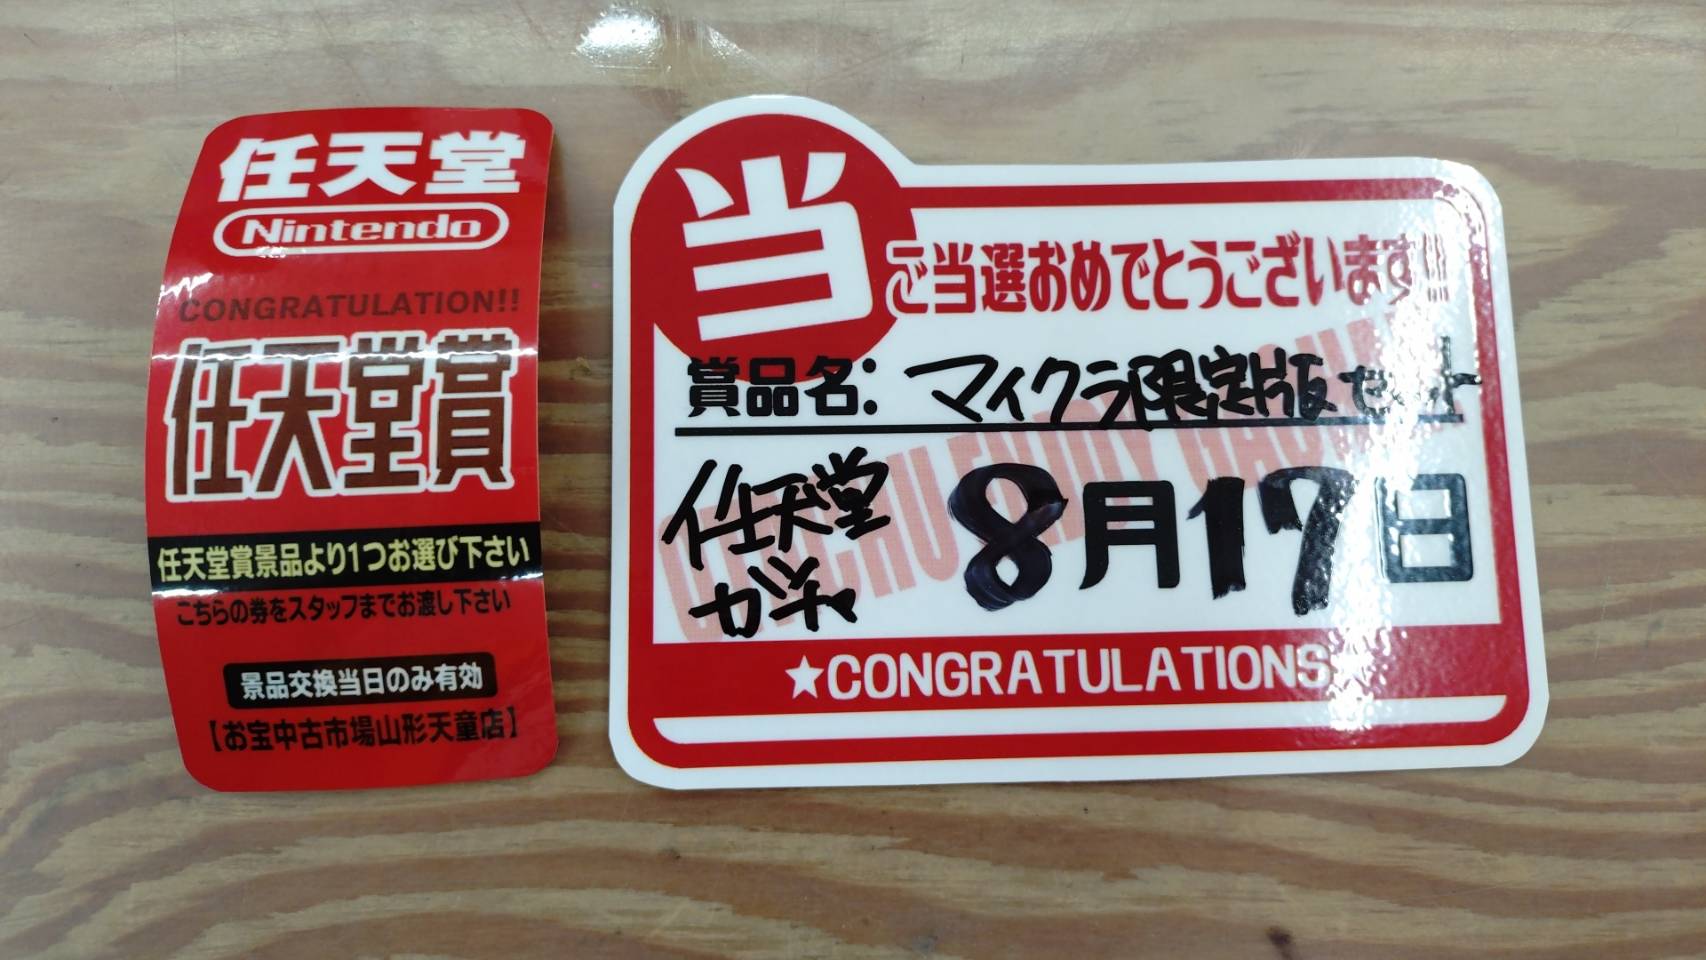 任天堂
Nintendo
CONGRATULATION!!
任天堂賞
任天堂賞景品より1つお選び下さい
こちらの券をスタッフまでお渡し下さい
景品交換当日のみ有効
【お宝中古市場山形天童店】
当
ご当選おめでとうございます!!
賞品名：マイクラ限定版セット
任天堂
ガチャ
8月17日
★CONGRATULATIONS★